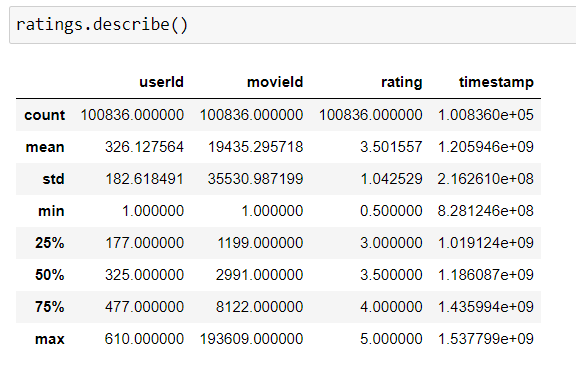 ratings.describe()
userId movieId rating timestamp
count 100836.000000 100836.000000 100836.000000 1.008360e+05
mean 326.127564 19435.295718 3.501557 1.205946e+09
std 182.618491 35530.987199 1.042529 2.162610e+08
min 1.000000 1.000000 0.500000 8.281246e+08
25% 177.000000 1199.000000 3.000000 1.019124e+09
50% 325.000000 2991.000000 3.500000 1.186087e+09
75% 477.000000 8122.000000 4.000000 1.435994e+09
max 610.000000 193609.000000 5.000000 1.537799e+09